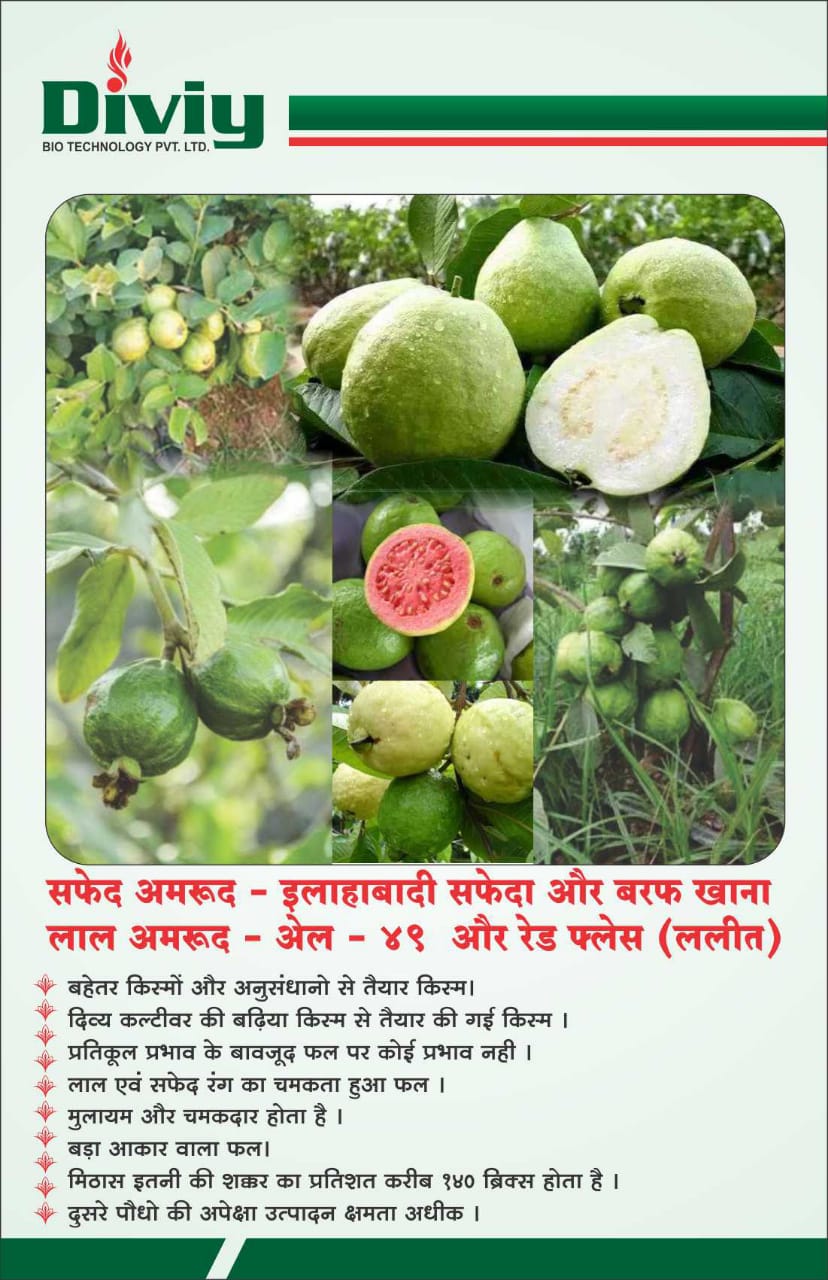 Diviy
BIO TECHNOLOGY PVT. LTD.
सफेद अमरूद - इलाहाबादी सफेदा और बरफ खाना
लाल अमरूद - अेल - ४९ और रेड फ्लेस (ललीत)
बहेतर किस्मों और अनुसंधानो से तैयार किस्म।
दिव्य कल्टीवर की बढ़िया किस्म से तैयार की गई किस्म ।
प्रतिकूल प्रभाव के बावजूद फल पर कोई प्रभाव नही ।
लाल एवं सफेद रंग का चमकता हुआ फल ।
मुलायम और चमकदार होता है ।
बड़ा आकार वाला फल।
मिठास इतनी की शक्कर का प्रतिशत करीब १४० ब्रिक्स होता है ।
दुसरे पौधो की अपेक्षा उत्पादन क्षमता अधीक ।